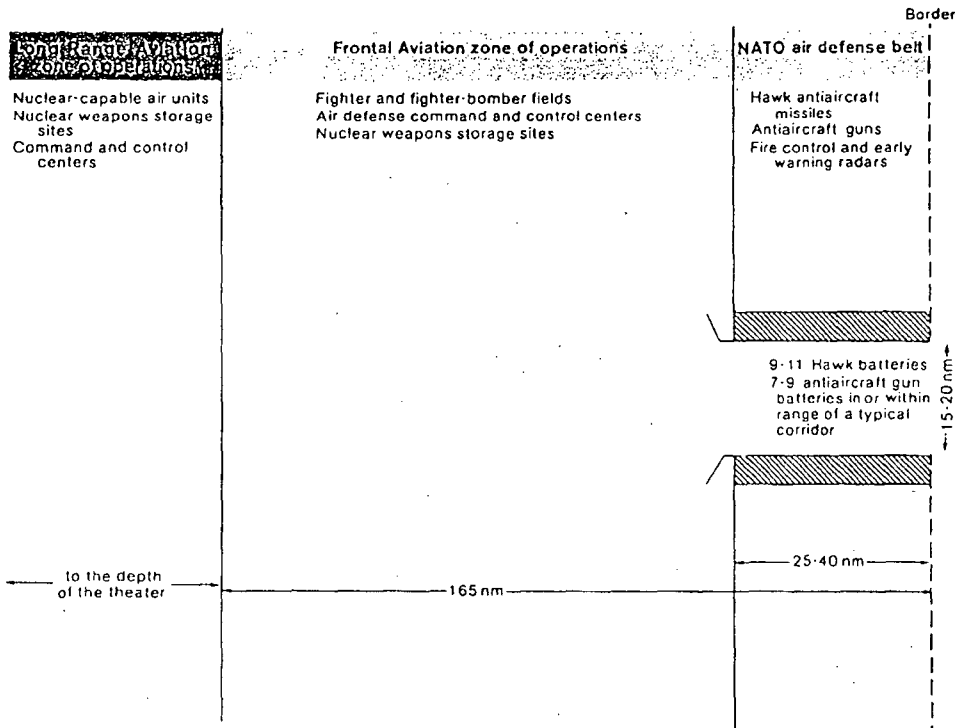 Border
Long Range Aviation
zone of operations
Frontal Aviation zone of operations
NATO air defense belt
Nuclear-capable air units
Nuclear weapons storage
sites
Command and control
centers
Fighter and fighter-bomber fields
Air defense command and control centers
Nuclear weapons storage sites
Hawk antiaircraft
missiles
Antiaircraft guns
Fire control and early
warning radars
9-11 Hawk batteries
7-9 antiaircraft gun
batteries in or within
range of a typical
corridor
15-20 nm
25-40 nm
to the depth
of the theater
165 nm